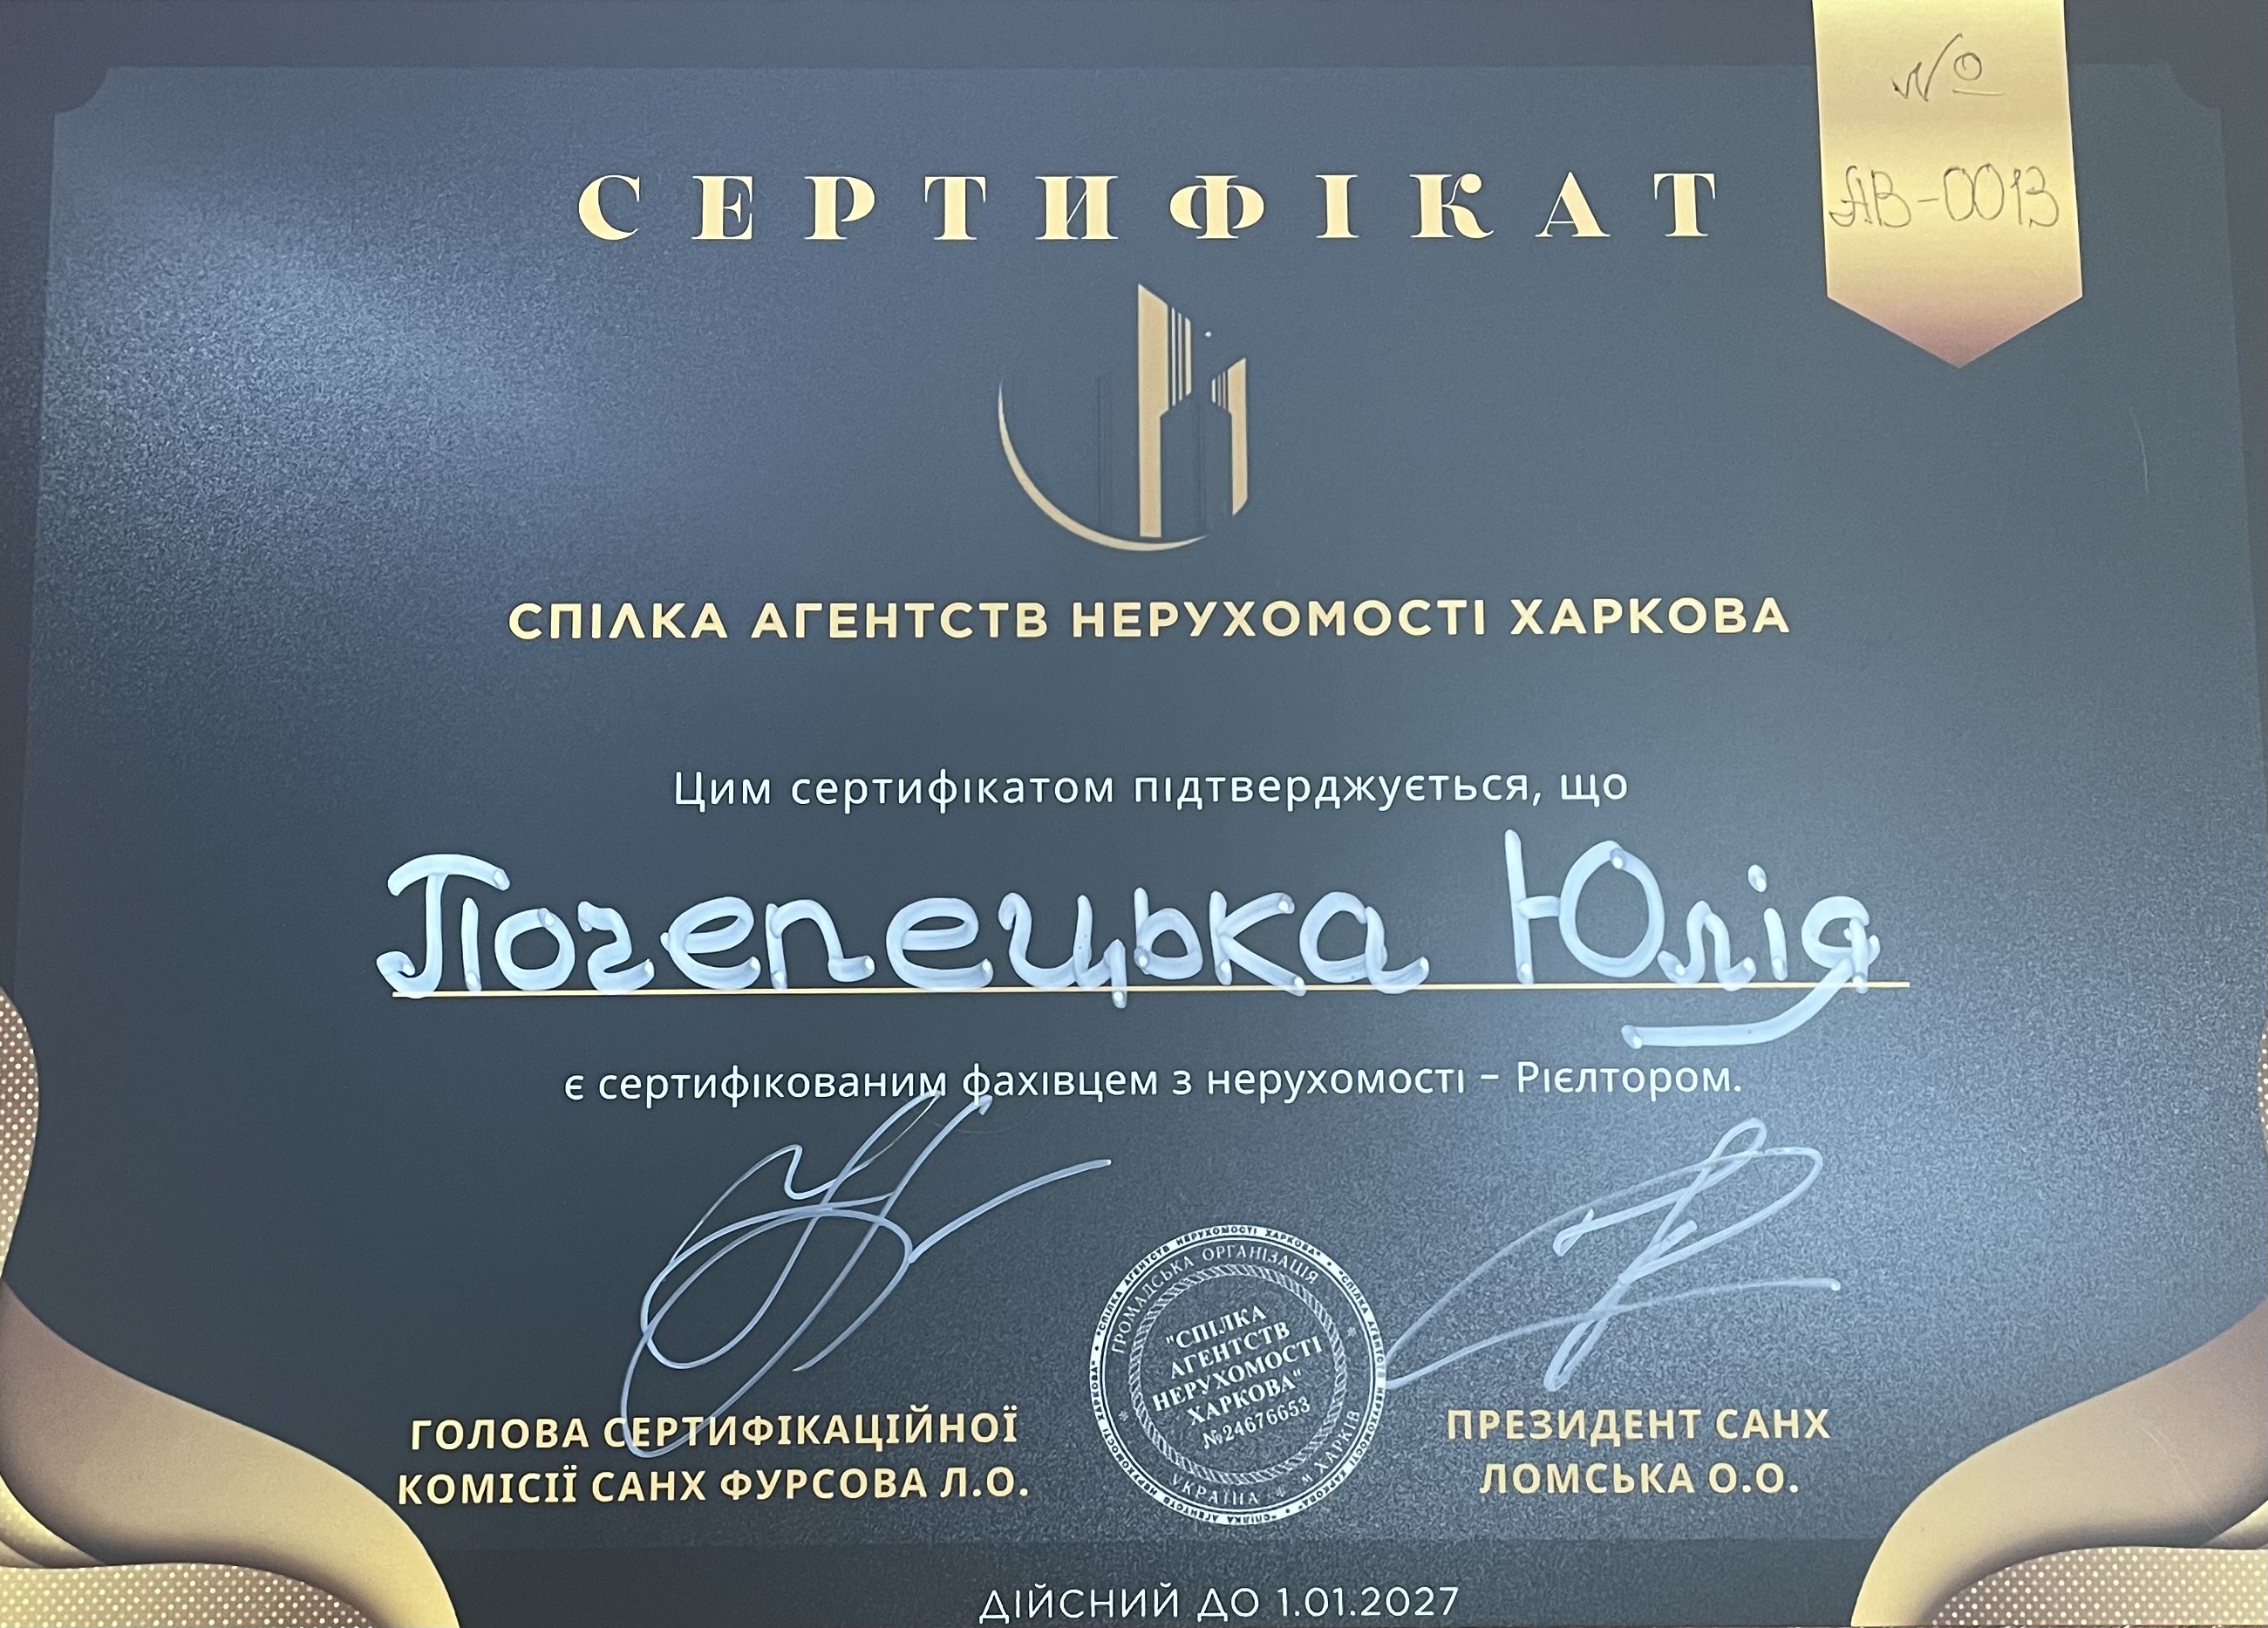 №
АВ-0013
СЕРТИФІКАТ
СПІЛКА АГЕНТСТВ НЕРУХОМОСТІ ХАРКОВА
Цим сертифікатом підтверджується, що
Погепецька Юлія
є сертифікованим фахівцем з нерухомості – Рієлтором.
ГРОМАДСЬКА ОРГАНІЗАЦІЯ
"СПІЛКА
АГЕНТСТВ
НЕРУХОМОСТІ
ХАРКОВА"
№24676653
УКРАЇНА * м ХАРКІВ
ГОЛОВА СЕРТИФІКАЦІЙНОЇ
КОМІСІЇ САНХ ФУРСОВА Л.О.
ПРЕЗИДЕНТ САНХ
ЛОМСЬКА О.О.
ДІЙСНИЙ ДО 1.01.2027